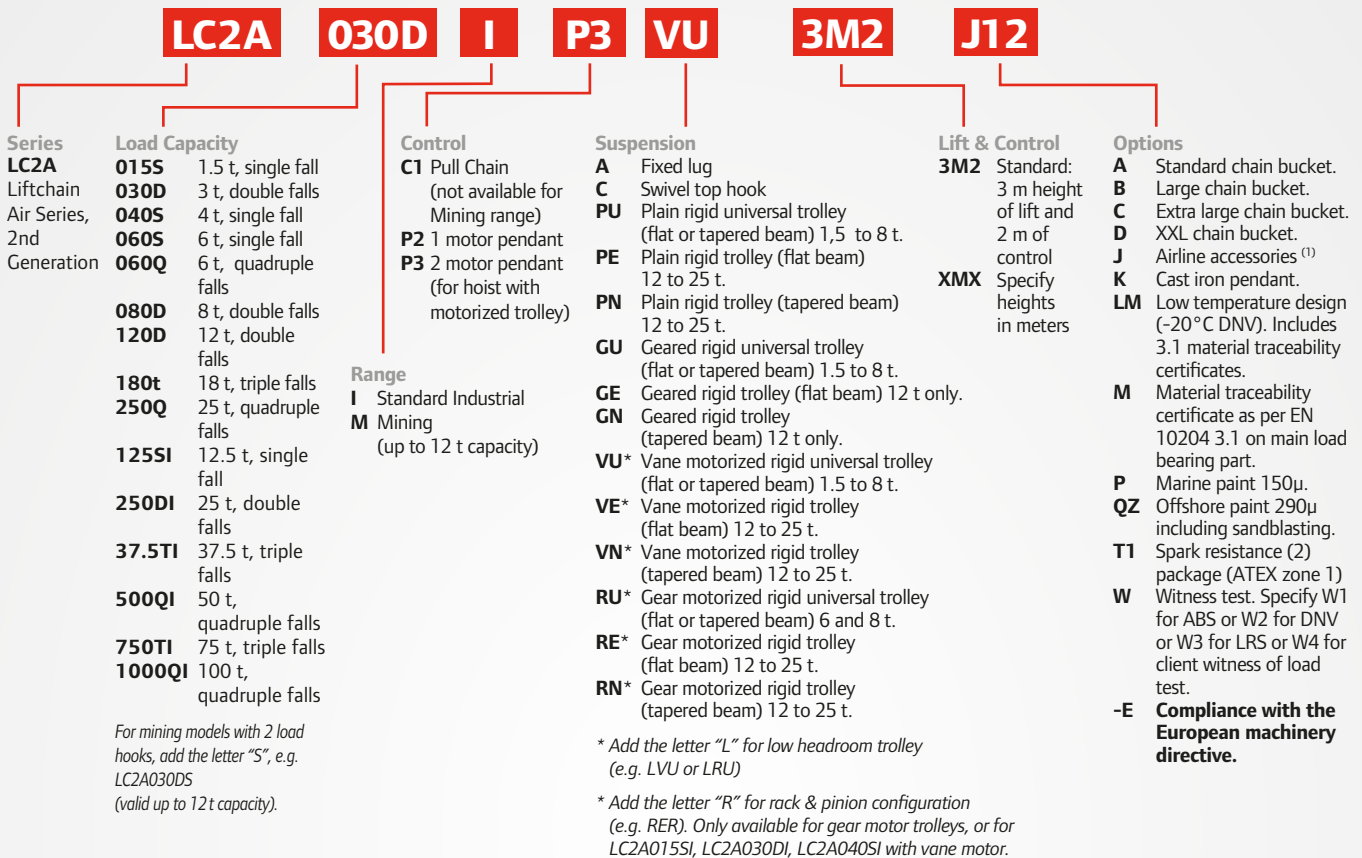 LC2A 030D I P3 VU 3M2 J12
Series
LC2A
Liftchain
Air Series,
2nd
Generation
Load Capacity
015S 1.5 t, single fall
030D 3 t, double falls
040S 4 t, single fall
060S 6 t, single fall
060Q 6 t, quadruple
falls
080D 8 t, double falls
120D 12 t, double
falls
180t 18 t, triple falls
250Q 25 t, quadruple
falls
125SI 12.5 t, single
fall
250DI 25 t, double
falls
37.5TI 37.5 t, triple
falls
500QI 50 t,
quadruple falls
750TI 75 t, triple falls
1000QI 100 t,
quadruple falls
For mining models with 2 load
hooks, add the letter “S”, e.g.
LC2A030DS
(valid up to 12 t capacity).
Control
C1 Pull Chain
(not available for
Mining range)
P2 1 motor pendant
P3 2 motor pendant
(for hoist with
motorized trolley)
Range
I Standard Industrial
M Mining
(up to 12 t capacity)
Suspension
A Fixed lug
C Swivel top hook
PU Plain rigid universal trolley
(flat or tapered beam) 1,5 to 8 t.
PE Plain rigid trolley (flat beam)
12 to 25 t.
PN Plain rigid trolley (tapered beam)
12 to 25 t.
GU Geared rigid universal trolley
(flat or tapered beam) 1.5 to 8 t.
GE Geared rigid trolley (flat beam) 12 t only.
GN Geared rigid trolley
(tapered beam) 12 t only.
VU* Vane motorized rigid universal trolley
(flat or tapered beam) 1.5 to 8 t.
VE* Vane motorized rigid trolley
(flat beam) 12 to 25 t.
VN* Vane motorized rigid trolley
(tapered beam) 12 to 25 t.
RU* Gear motorized rigid universal trolley
(flat or tapered beam) 6 and 8 t.
RE* Gear motorized rigid trolley
(flat beam) 12 to 25 t.
RN* Gear motorized rigid trolley
(tapered beam) 12 to 25 t.
* Add the letter “L” for low headroom trolley
(e.g. LVU or LRU)
* Add the letter “R” for rack & pinion configuration
(e.g. RER). Only available for gear motor trolleys, or for
LC2A015SI, LC2A030DI, LC2A040SI with vane motor.
Lift & Control
3M2 Standard:
3 m height
of lift and
2 m of
control
XMX Specify
heights
in meters
Options
A Standard chain bucket.
B Large chain bucket.
C Extra large chain bucket.
D XXL chain bucket.
J Airline accessories (1)
K Cast iron pendant.
LM Low temperature design
(-20°C DNV). Includes
3.1 material traceability
certificates.
M Material traceability
certificate as per EN
10204 3.1 on main load
bearing part.
P Marine paint 150µ.
QZ Offshore paint 290µ
including sandblasting.
T1 Spark resistance (2)
package (ATEX zone 1)
W Witness test. Specify W1
for ABS or W2 for DNV
or W3 for LRS or W4 for
client witness of load
test.
-E Compliance with the
European machinery
directive.